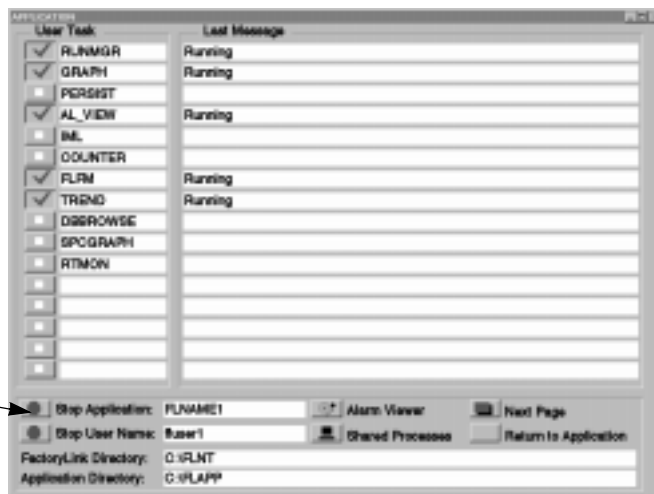 APPLICATION
User Task Last Message
RUNMGR Running
GRAPH Running
PERSIST
AL_VIEW Running
IML
COUNTER
FLFM Running
TREND Running
DBBROWSE
SPCGRAPH
RTMON
Stop Application: FLNAME1 Alarm Viewer Next Page
Stop User Name: fluser1 Shared Processes Return to Application
FactoryLink Directory: C:\FLNT
Application Directory: C:\FLAPP